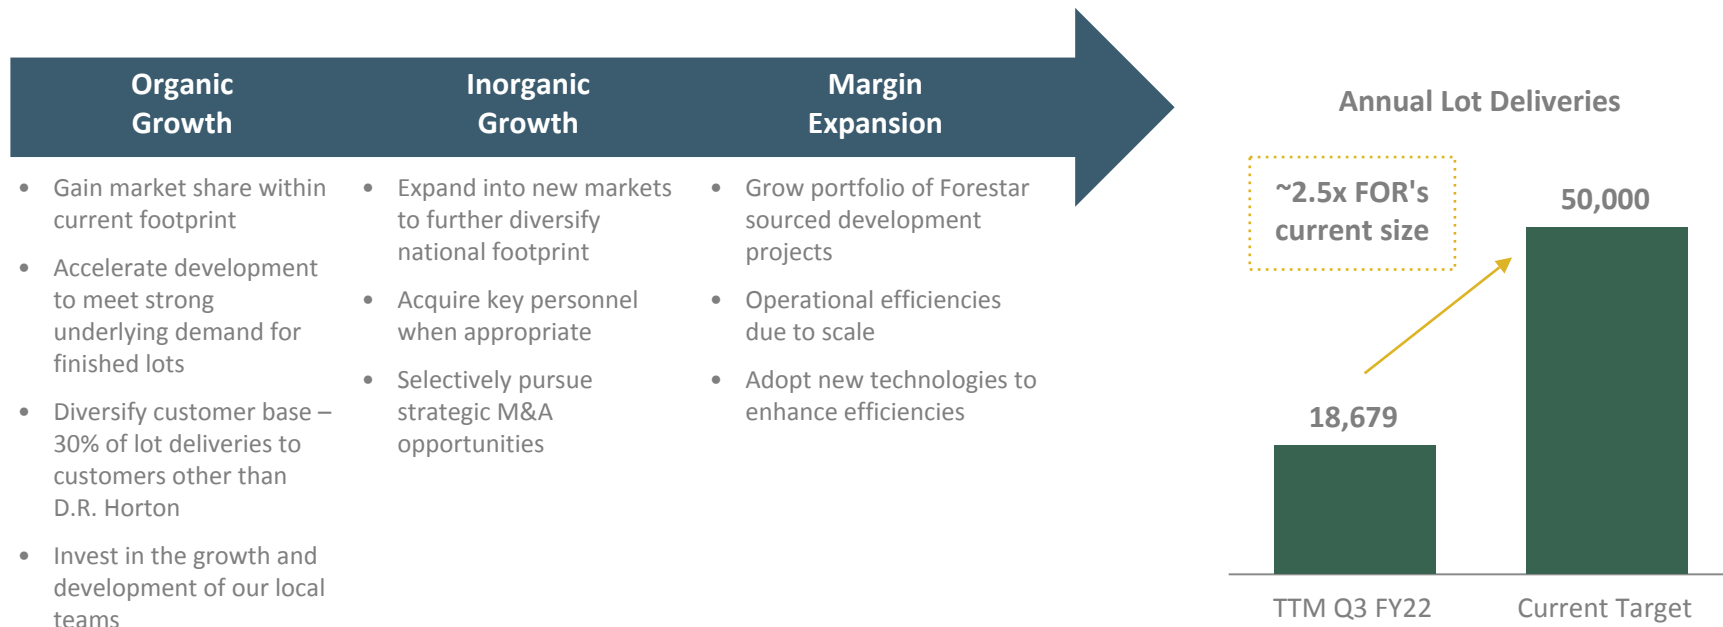 Organic
Growth
Inorganic
Growth
Margin
Expansion
• Gain market share within
current footprint
• Accelerate development
to meet strong
underlying demand for
finished lots
• Diversify customer base –
30% of lot deliveries to
customers other than
D.R. Horton
• Invest in the growth and
development of our local
teams
• Expand into new markets
to further diversify
national footprint
• Acquire key personnel
when appropriate
• Selectively pursue
strategic M&A
opportunities
• Grow portfolio of Forestar
sourced development
projects
• Operational efficiencies
due to scale
• Adopt new technologies to
enhance efficiencies
Annual Lot Deliveries
~2.5x FOR's
current size
50,000
18,679
TTM Q3 FY22
Current Target